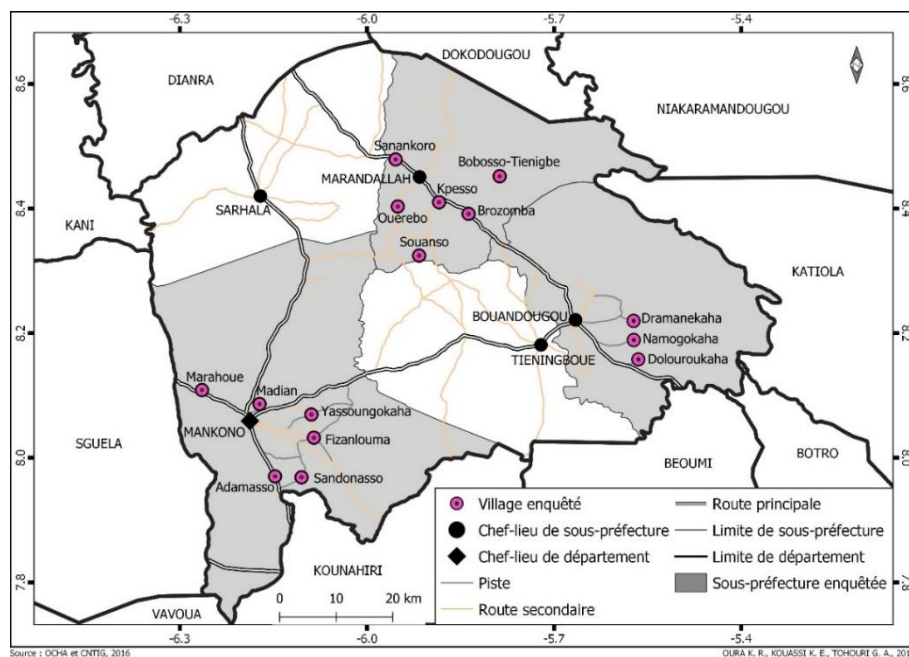 -6.3 -6.0 -5.7 -5.4
DOKODOUGOU
DIANRA
8.6 8.6
NIAKARAMANDOUGOU
Sanankoro
Bobosso-Tienigbe
MARANDALLAH
Kpesso
SARHALA
Ouerebo
Brozomba
8.4 8.4
KANI
Souanso
KATIOLA
BOUANDOUGOU
Dramanekaha
8.2 8.2
Namogokaha
TIENINGBOUE
Dolouroukaha
Marahoue
Madian
Yassoungokaha
MANKONO
Fizanlouma
SGUELA
BOTRO
8.0 8.0
BEOUMI
Adamasso
Sandonasso
Village enquêté
Route principale
Chef-lieu de sous-préfecture
Limite de sous-préfecture
Chef-lieu de département
Limite de département
KOUNAHIRI
7.8 7.8
Piste
Sous-préfecture enquêtée
0 10 20 km
Route secondaire
VAVOUA
-6.3 -6.0 -5.7 -5.4
Source : OCHA et CNTIG, 2016
OURA K. R., KOUASSI K. E., TOHOURI G. A., 201